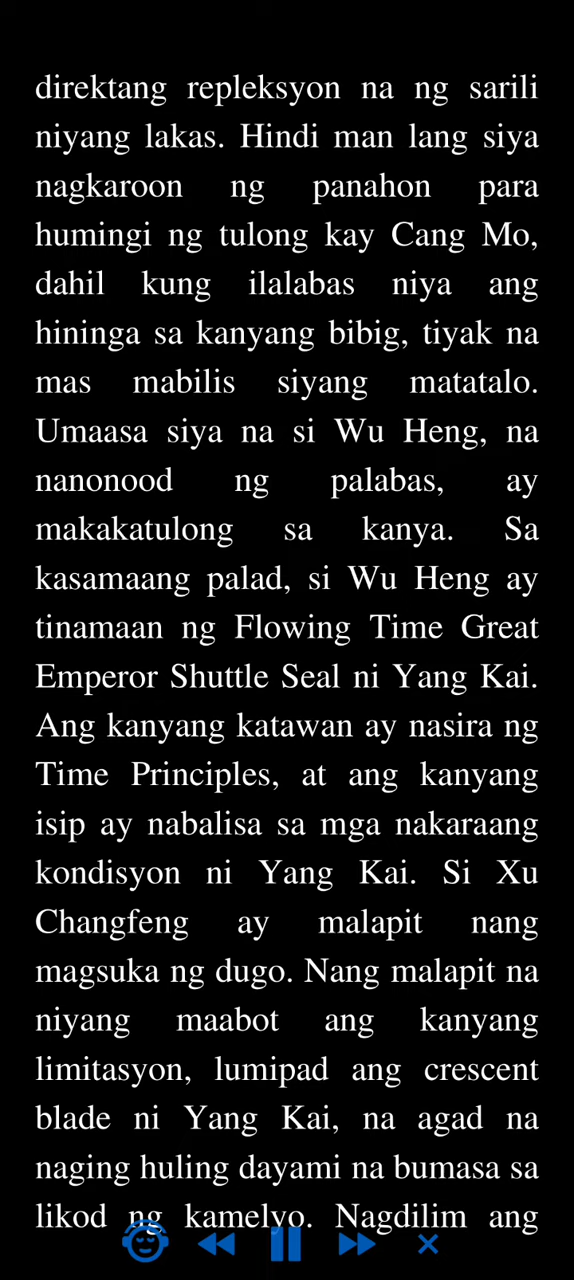 direktang repleksyon na ng sarili
niyang lakas. Hindi man lang siya
nagkaroon ng panahon para
humingi ng tulong kay Cang Mo,
dahil kung ilalabas niya ang
hininga sa kanyang bibig, tiyak na
mas mabilis siyang matatalo.
Umaasa siya na si Wu Heng, na
nanonood ng palabas, ay
makakatulong sa kanya. Sa
kasamaang palad, si Wu Heng ay
tinamaan ng Flowing Time Great
Emperor Shuttle Seal ni Yang Kai.
Ang kanyang katawan ay nasira ng
Time Principles, at ang kanyang
isip ay nabalisa sa mga nakaraang
kondisyon ni Yang Kai. Si Xu
Changfeng ay malapit nang
magsuka ng dugo. Nang malapit na
niyang maabot ang kanyang
limitasyon, lumipad ang crescent
blade ni Yang Kai, na agad na
naging huling dayami na bumasa sa
likod ng kamelyo. Nagdilim ang